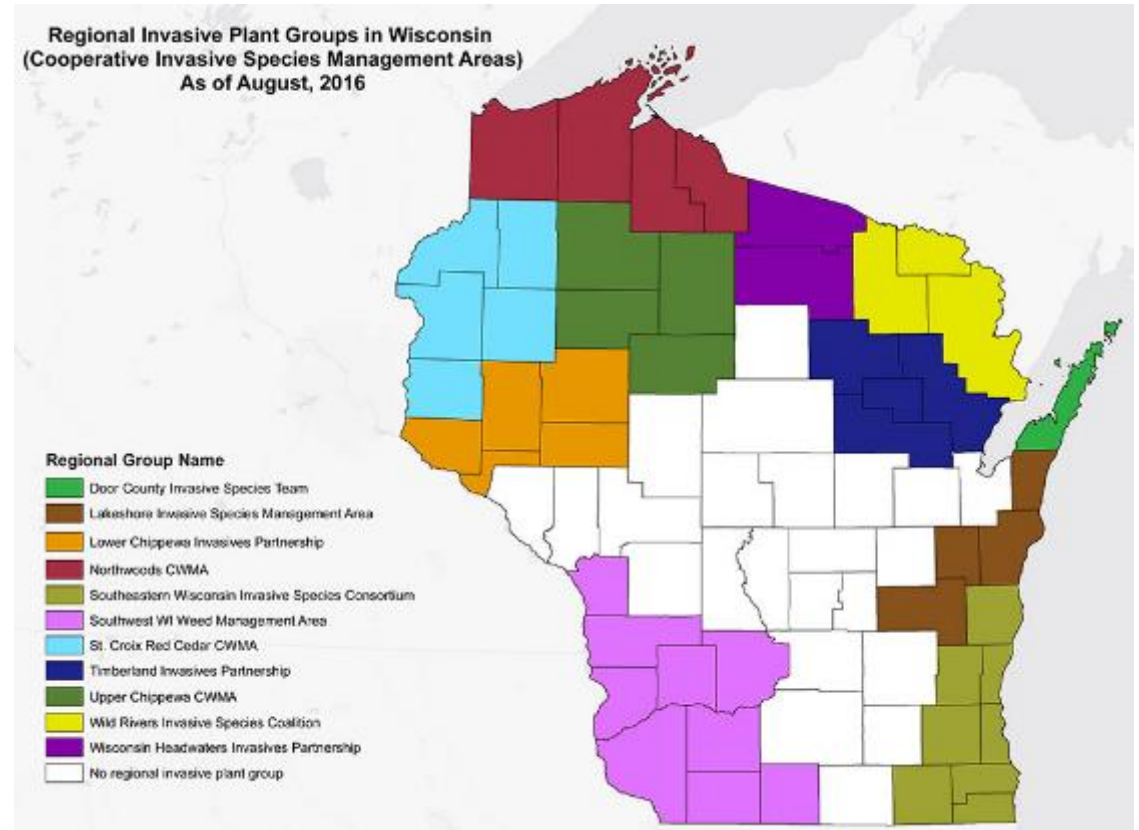 Regional Invasive Plant Groups in Wisconsin
(Cooperative Invasive Species Management Areas)
As of August, 2016
Regional Group Name
Door County Invasive Species Team
Lakeshore Invasive Species Management Area
Lower Chippewa Invasives Partnership
Northwoods CWMA
Southeastern Wisconsin Invasive Species Consortium
Southwest WI Weed Management Area
St. Croix Red Cedar CWMA
Timberland Invasives Partnership
Upper Chippewa CWMA
Wild Rivers Invasive Species Coalition
Wisconsin Headwaters Invasives Partnership
No regional invasive plant group